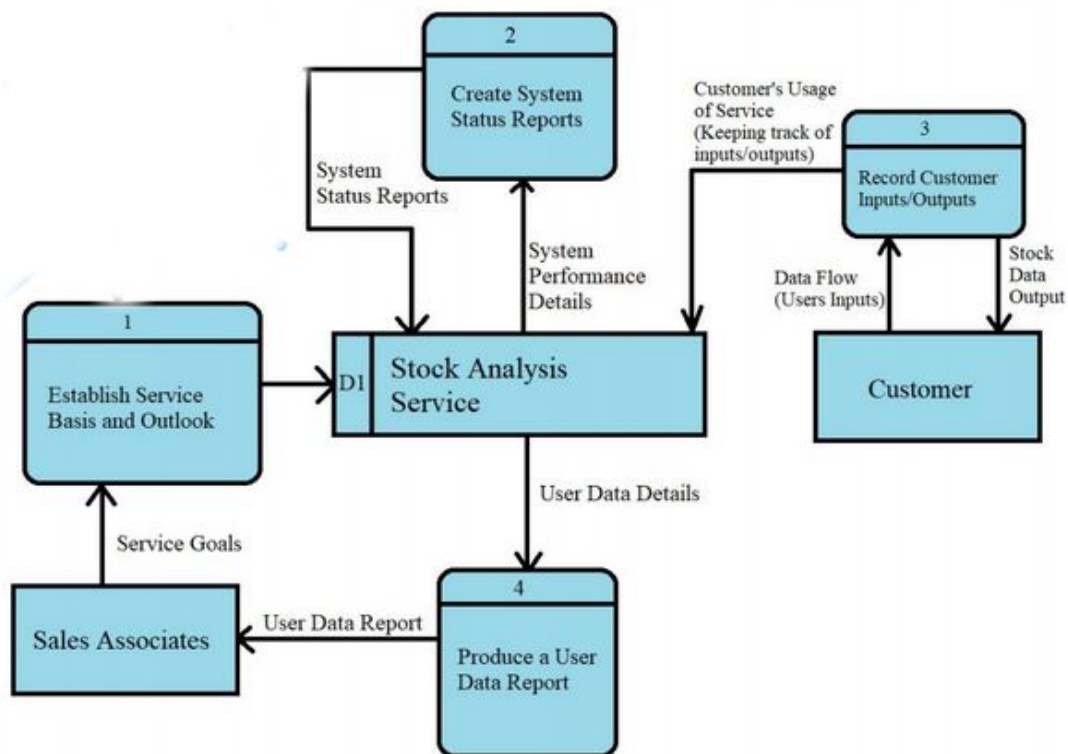 2
Create System
Status Reports
Customer's Usage
of Service
(Keeping track of
inputs/outputs)
3
Record Customer
Inputs/Outputs
System
Status Reports
System
Performance
Details
Data Flow
(Users Inputs)
Stock
Data
Output
1
Establish Service
Basis and Outlook
D1
Stock Analysis
Service
Customer
User Data Details
Service Goals
Sales Associates
User Data Report
4
Produce a User
Data Report